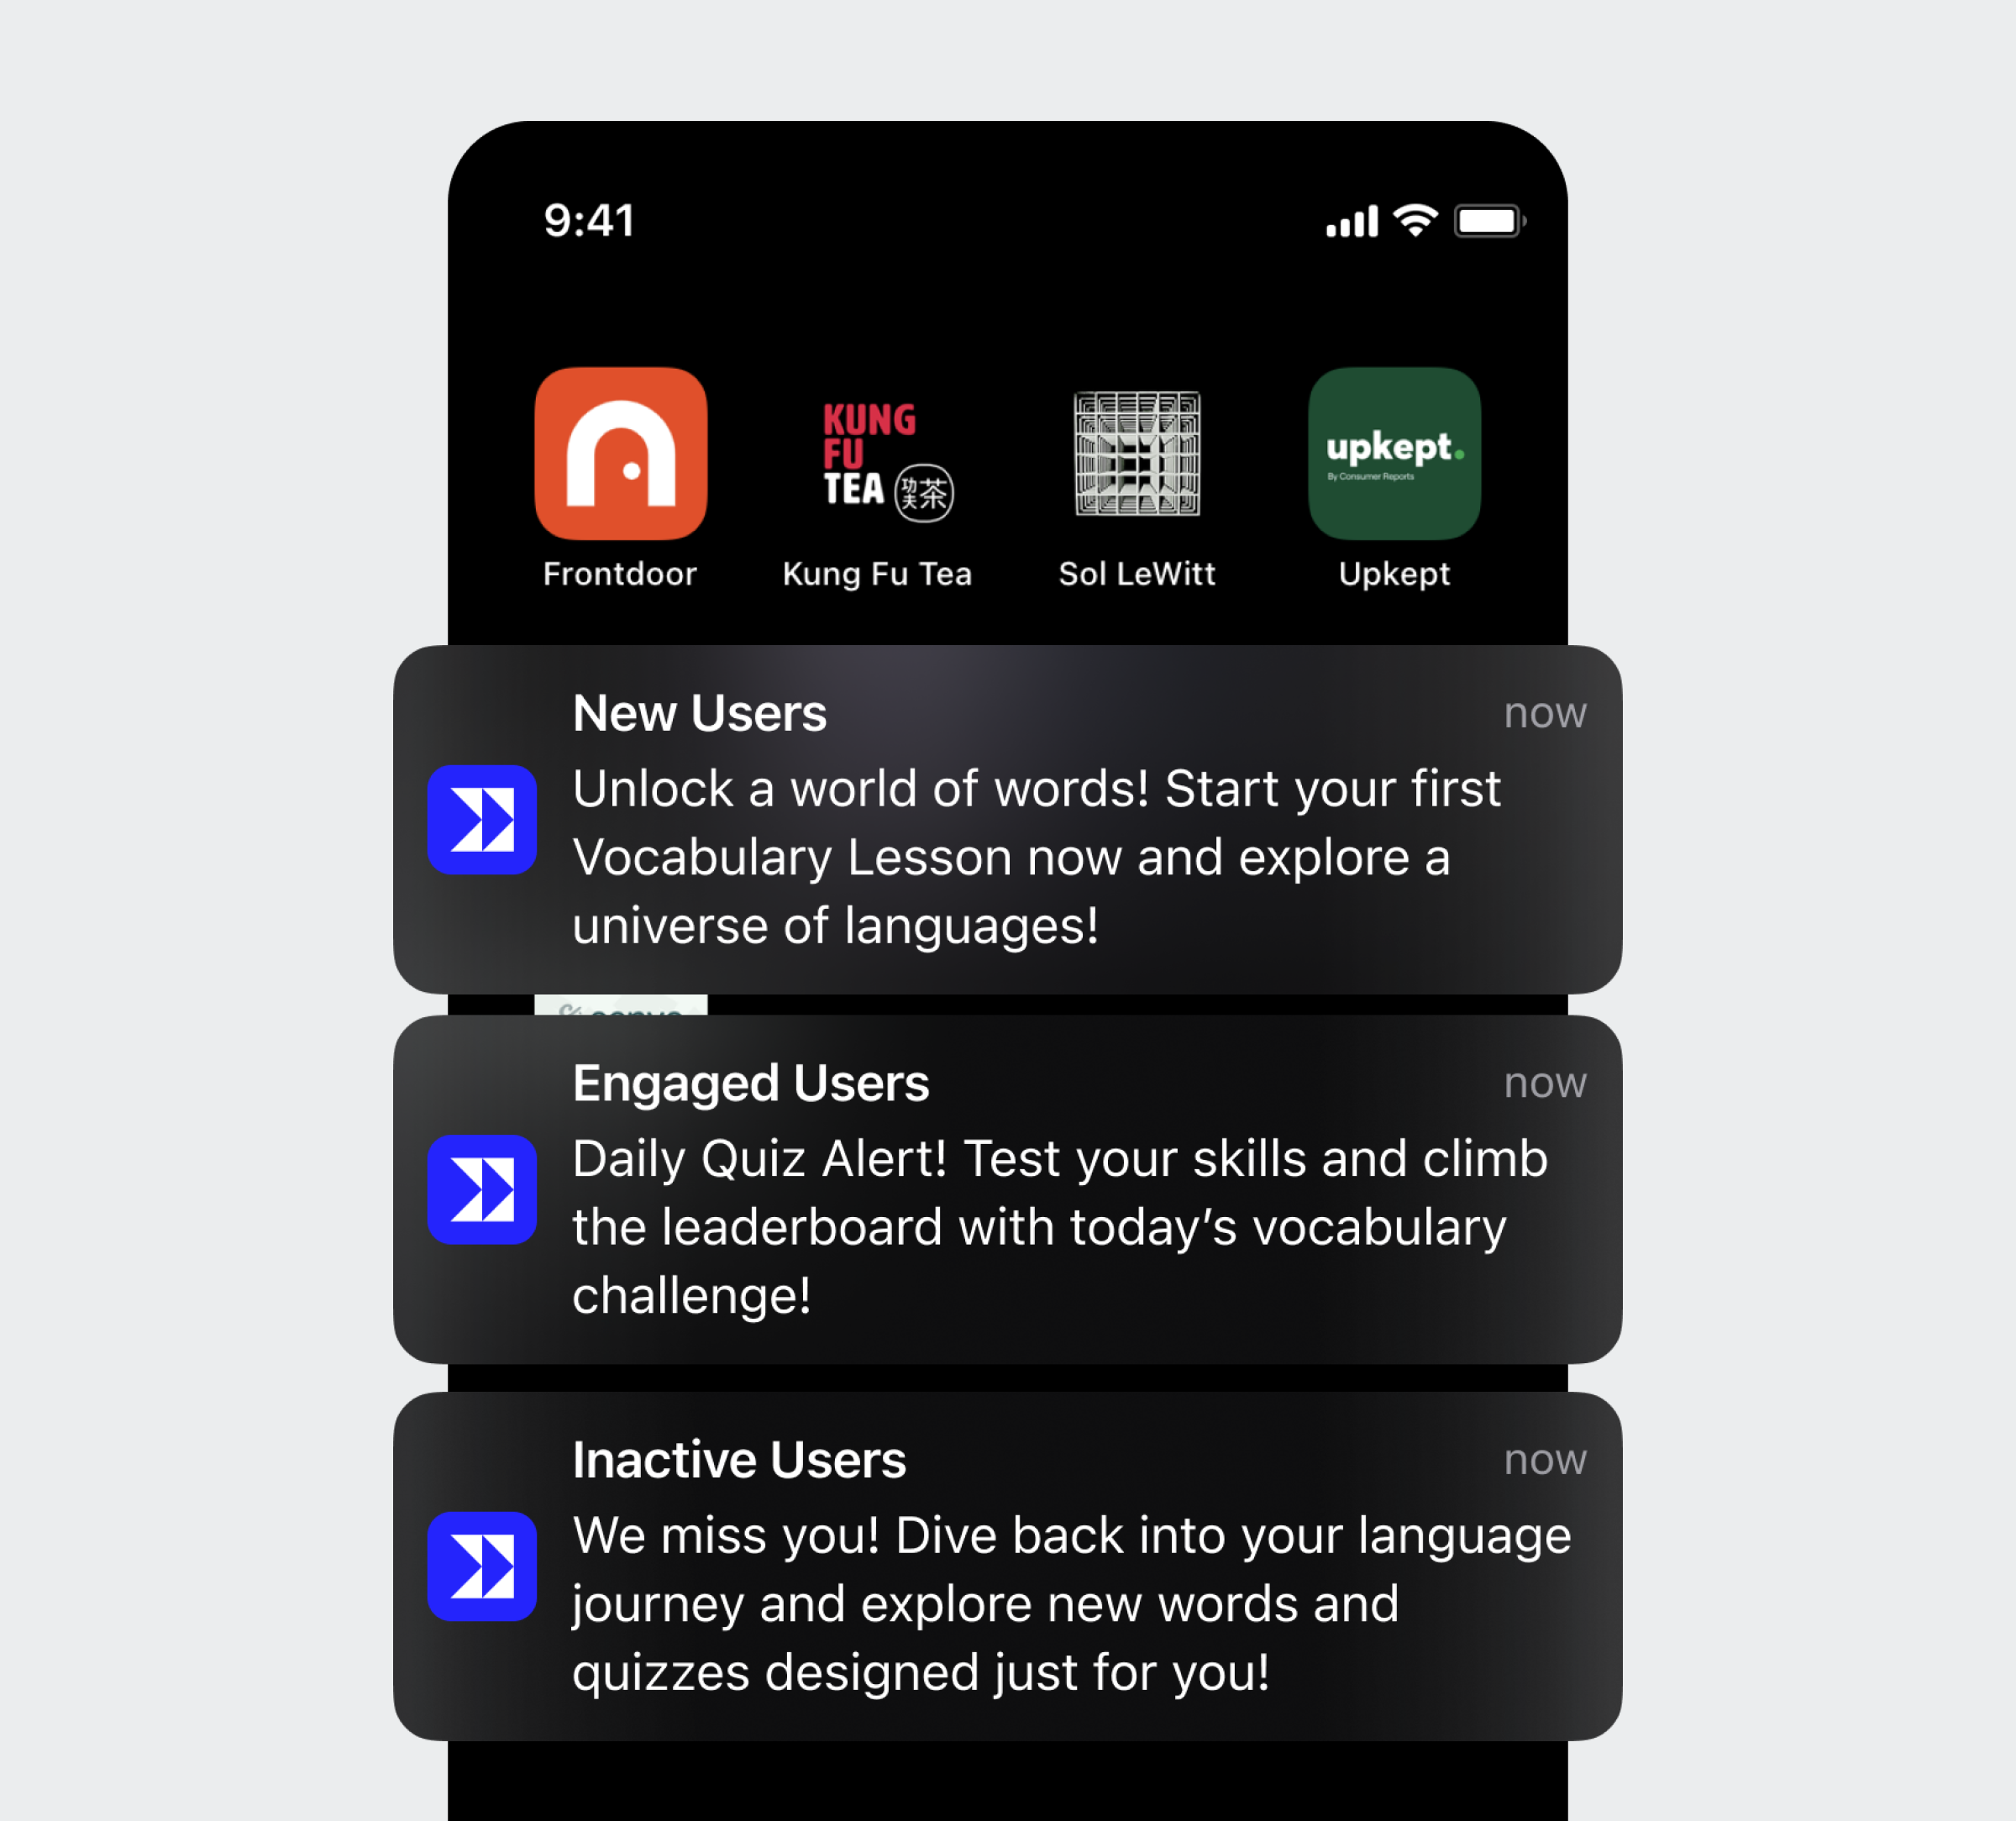 9:41
KUNG
FU
TEA 功夫茶
upkept.
By Consumer Reports
Frontdoor
Kung Fu Tea
Sol LeWitt
Upkept
New Users
now
Unlock a world of words! Start your first
Vocabulary Lesson now and explore a
universe of languages!
Engaged Users
now
Daily Quiz Alert! Test your skills and climb
the leaderboard with today’s vocabulary
challenge!
Inactive Users
now
We miss you! Dive back into your language
journey and explore new words and
quizzes designed just for you!